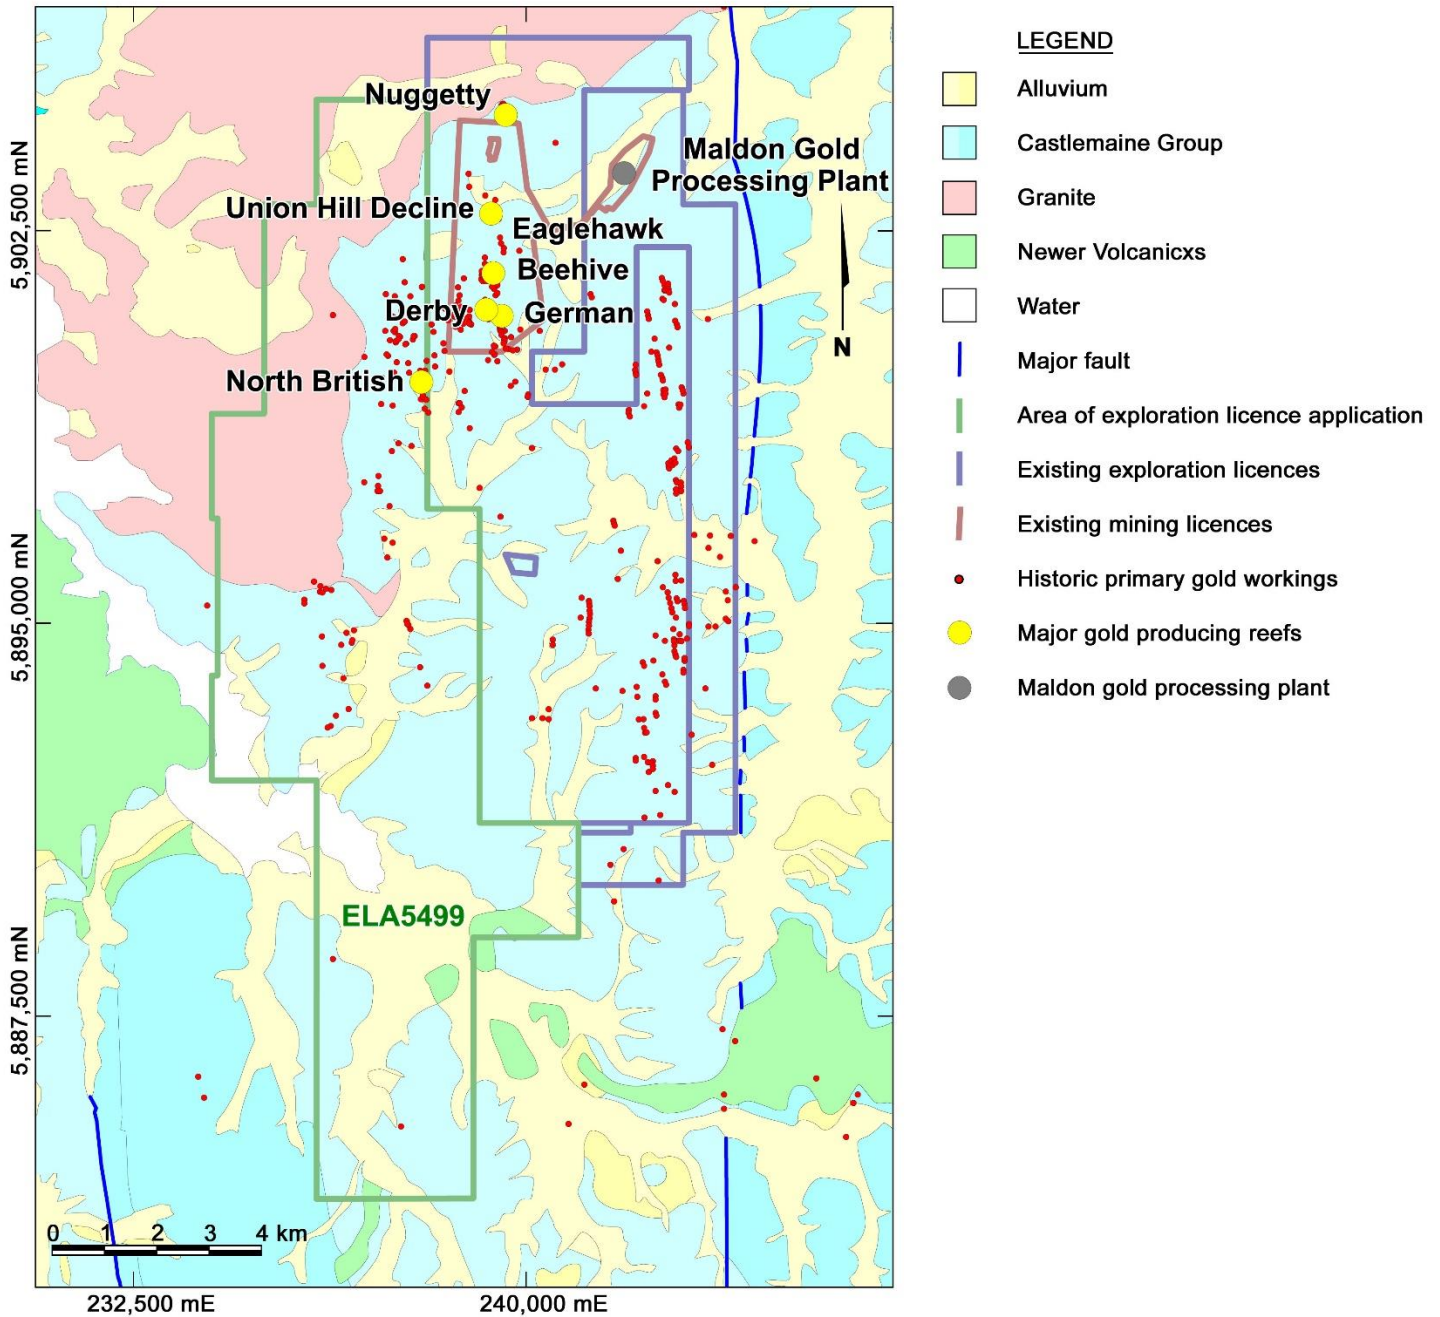 LEGEND
Alluvium
Castlemaine Group
Granite
Newer Volcanicxs
Water
Major fault
Area of exploration licence application
Existing exploration licences
Existing mining licences
Historic primary gold workings
Major gold producing reefs
Maldon gold processing plant
Nuggetty
Maldon Gold
Processing Plant
Union Hill Decline
Eaglehawk
Beehive
Derby
German
North British
N
ELA5499
5,902,500 mN
5,895,000 mN
5,887,500 mN
0 1 2 3 4 km
232,500 mE
240,000 mE